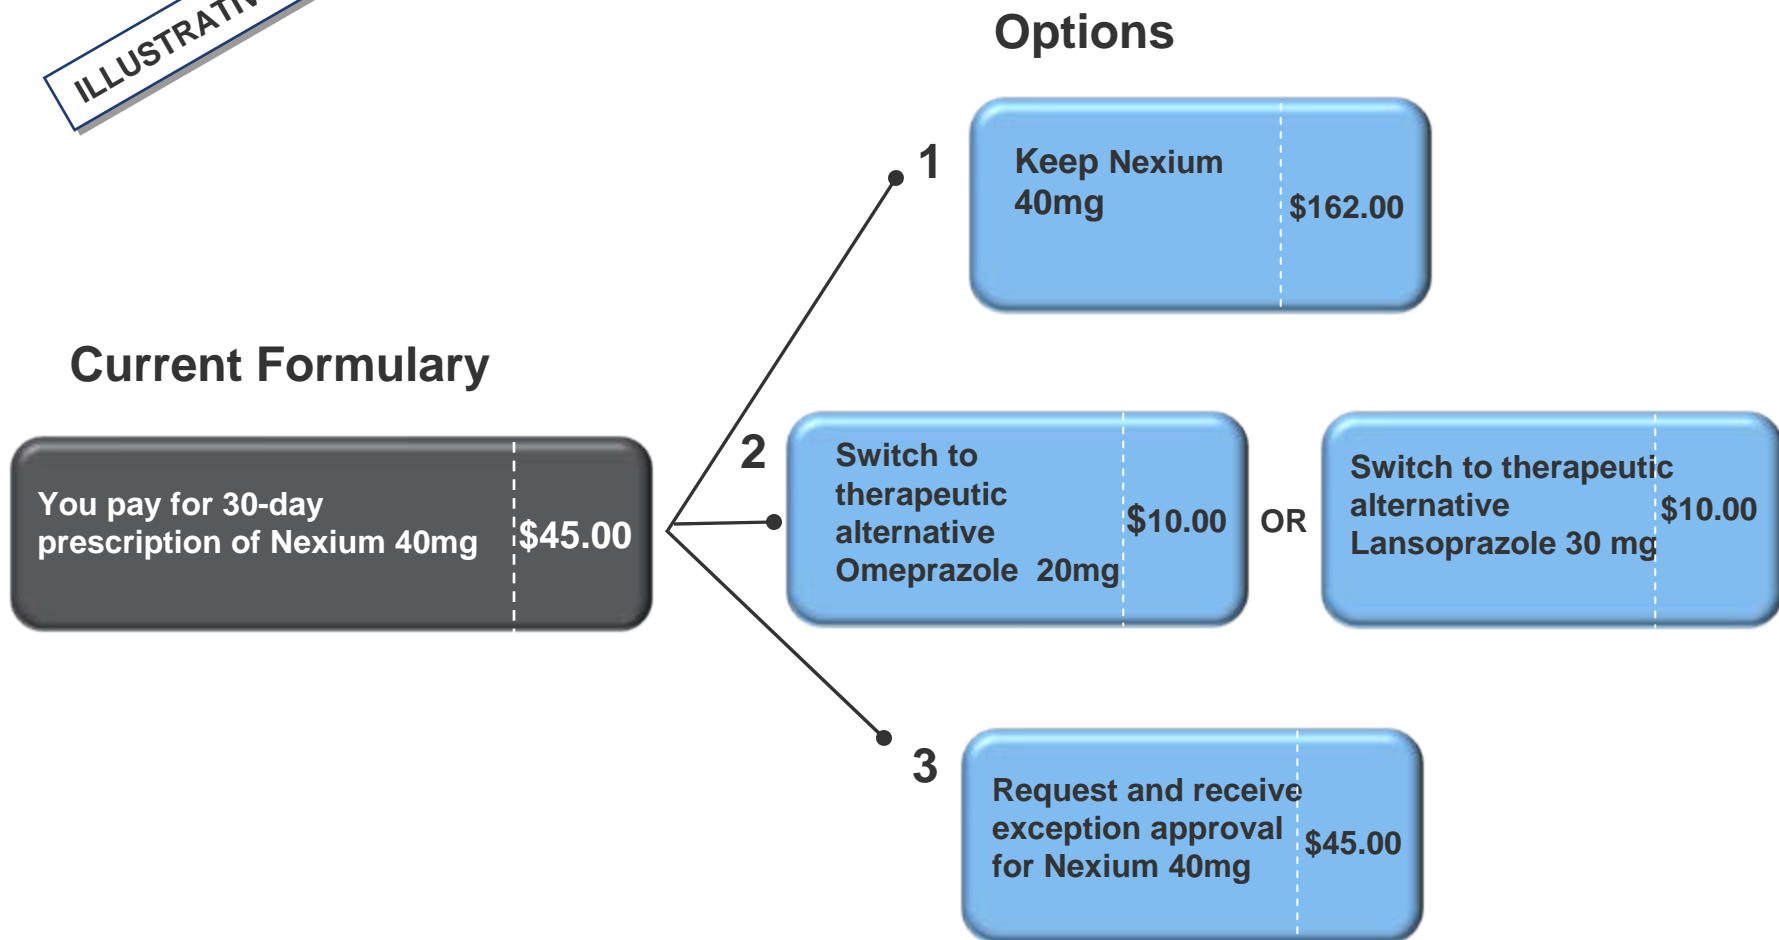 Options
1
Keep Nexium
40mg
$162.00
Current Formulary
You pay for 30-day
prescription of Nexium 40mg
$45.00
2
Switch to
therapeutic
alternative
Omeprazole 20mg
$10.00
OR
Switch to therapeutic
alternative
Lansoprazole 30 mg
$10.00
3
Request and receive
exception approval
for Nexium 40mg
$45.00